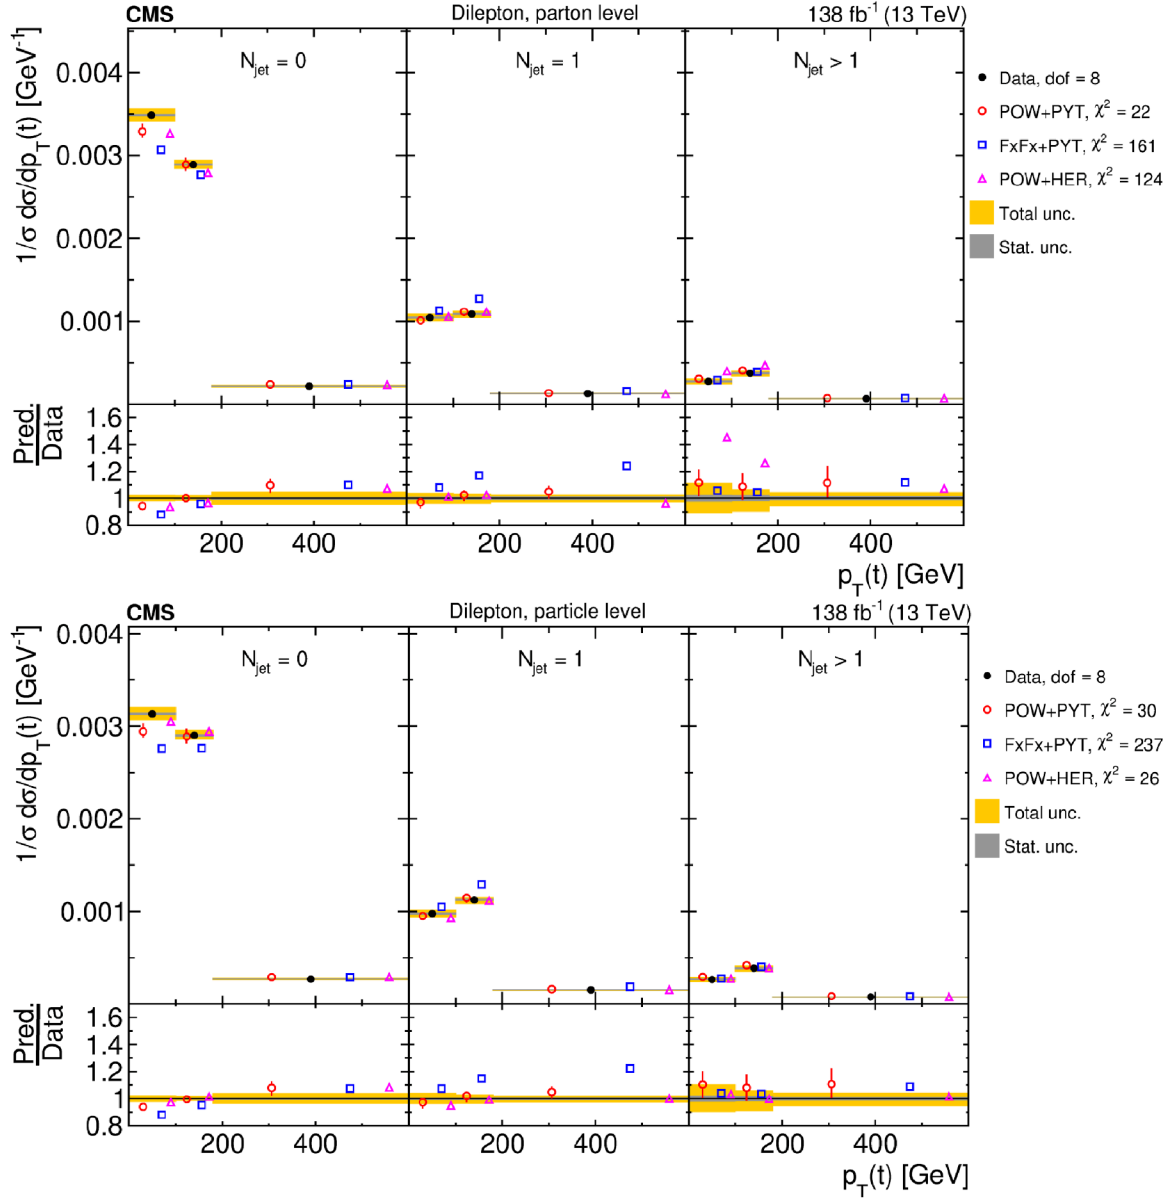 CMS Dilepton, parton level 138 fb⁻¹ (13 TeV)
1/σ dσ/dp_T(t) [GeV⁻¹]
N_jet = 0 N_jet = 1 N_jet > 1
0.004
0.003
0.002
0.001
Data, dof = 8
POW+PYT, χ² = 22
FxFx+PYT, χ² = 161
POW+HER, χ² = 124
Total unc.
Stat. unc.
Pred.
Data
1.6
1.4
1.2
1
0.8
200 400 200 400 200 400
p_T(t) [GeV]
CMS Dilepton, particle level 138 fb⁻¹ (13 TeV)
1/σ dσ/dp_T(t) [GeV⁻¹]
N_jet = 0 N_jet = 1 N_jet > 1
0.004
0.003
0.002
0.001
Data, dof = 8
POW+PYT, χ² = 30
FxFx+PYT, χ² = 237
POW+HER, χ² = 26
Total unc.
Stat. unc.
Pred.
Data
1.6
1.4
1.2
1
0.8
200 400 200 400 200 400
p_T(t) [GeV]